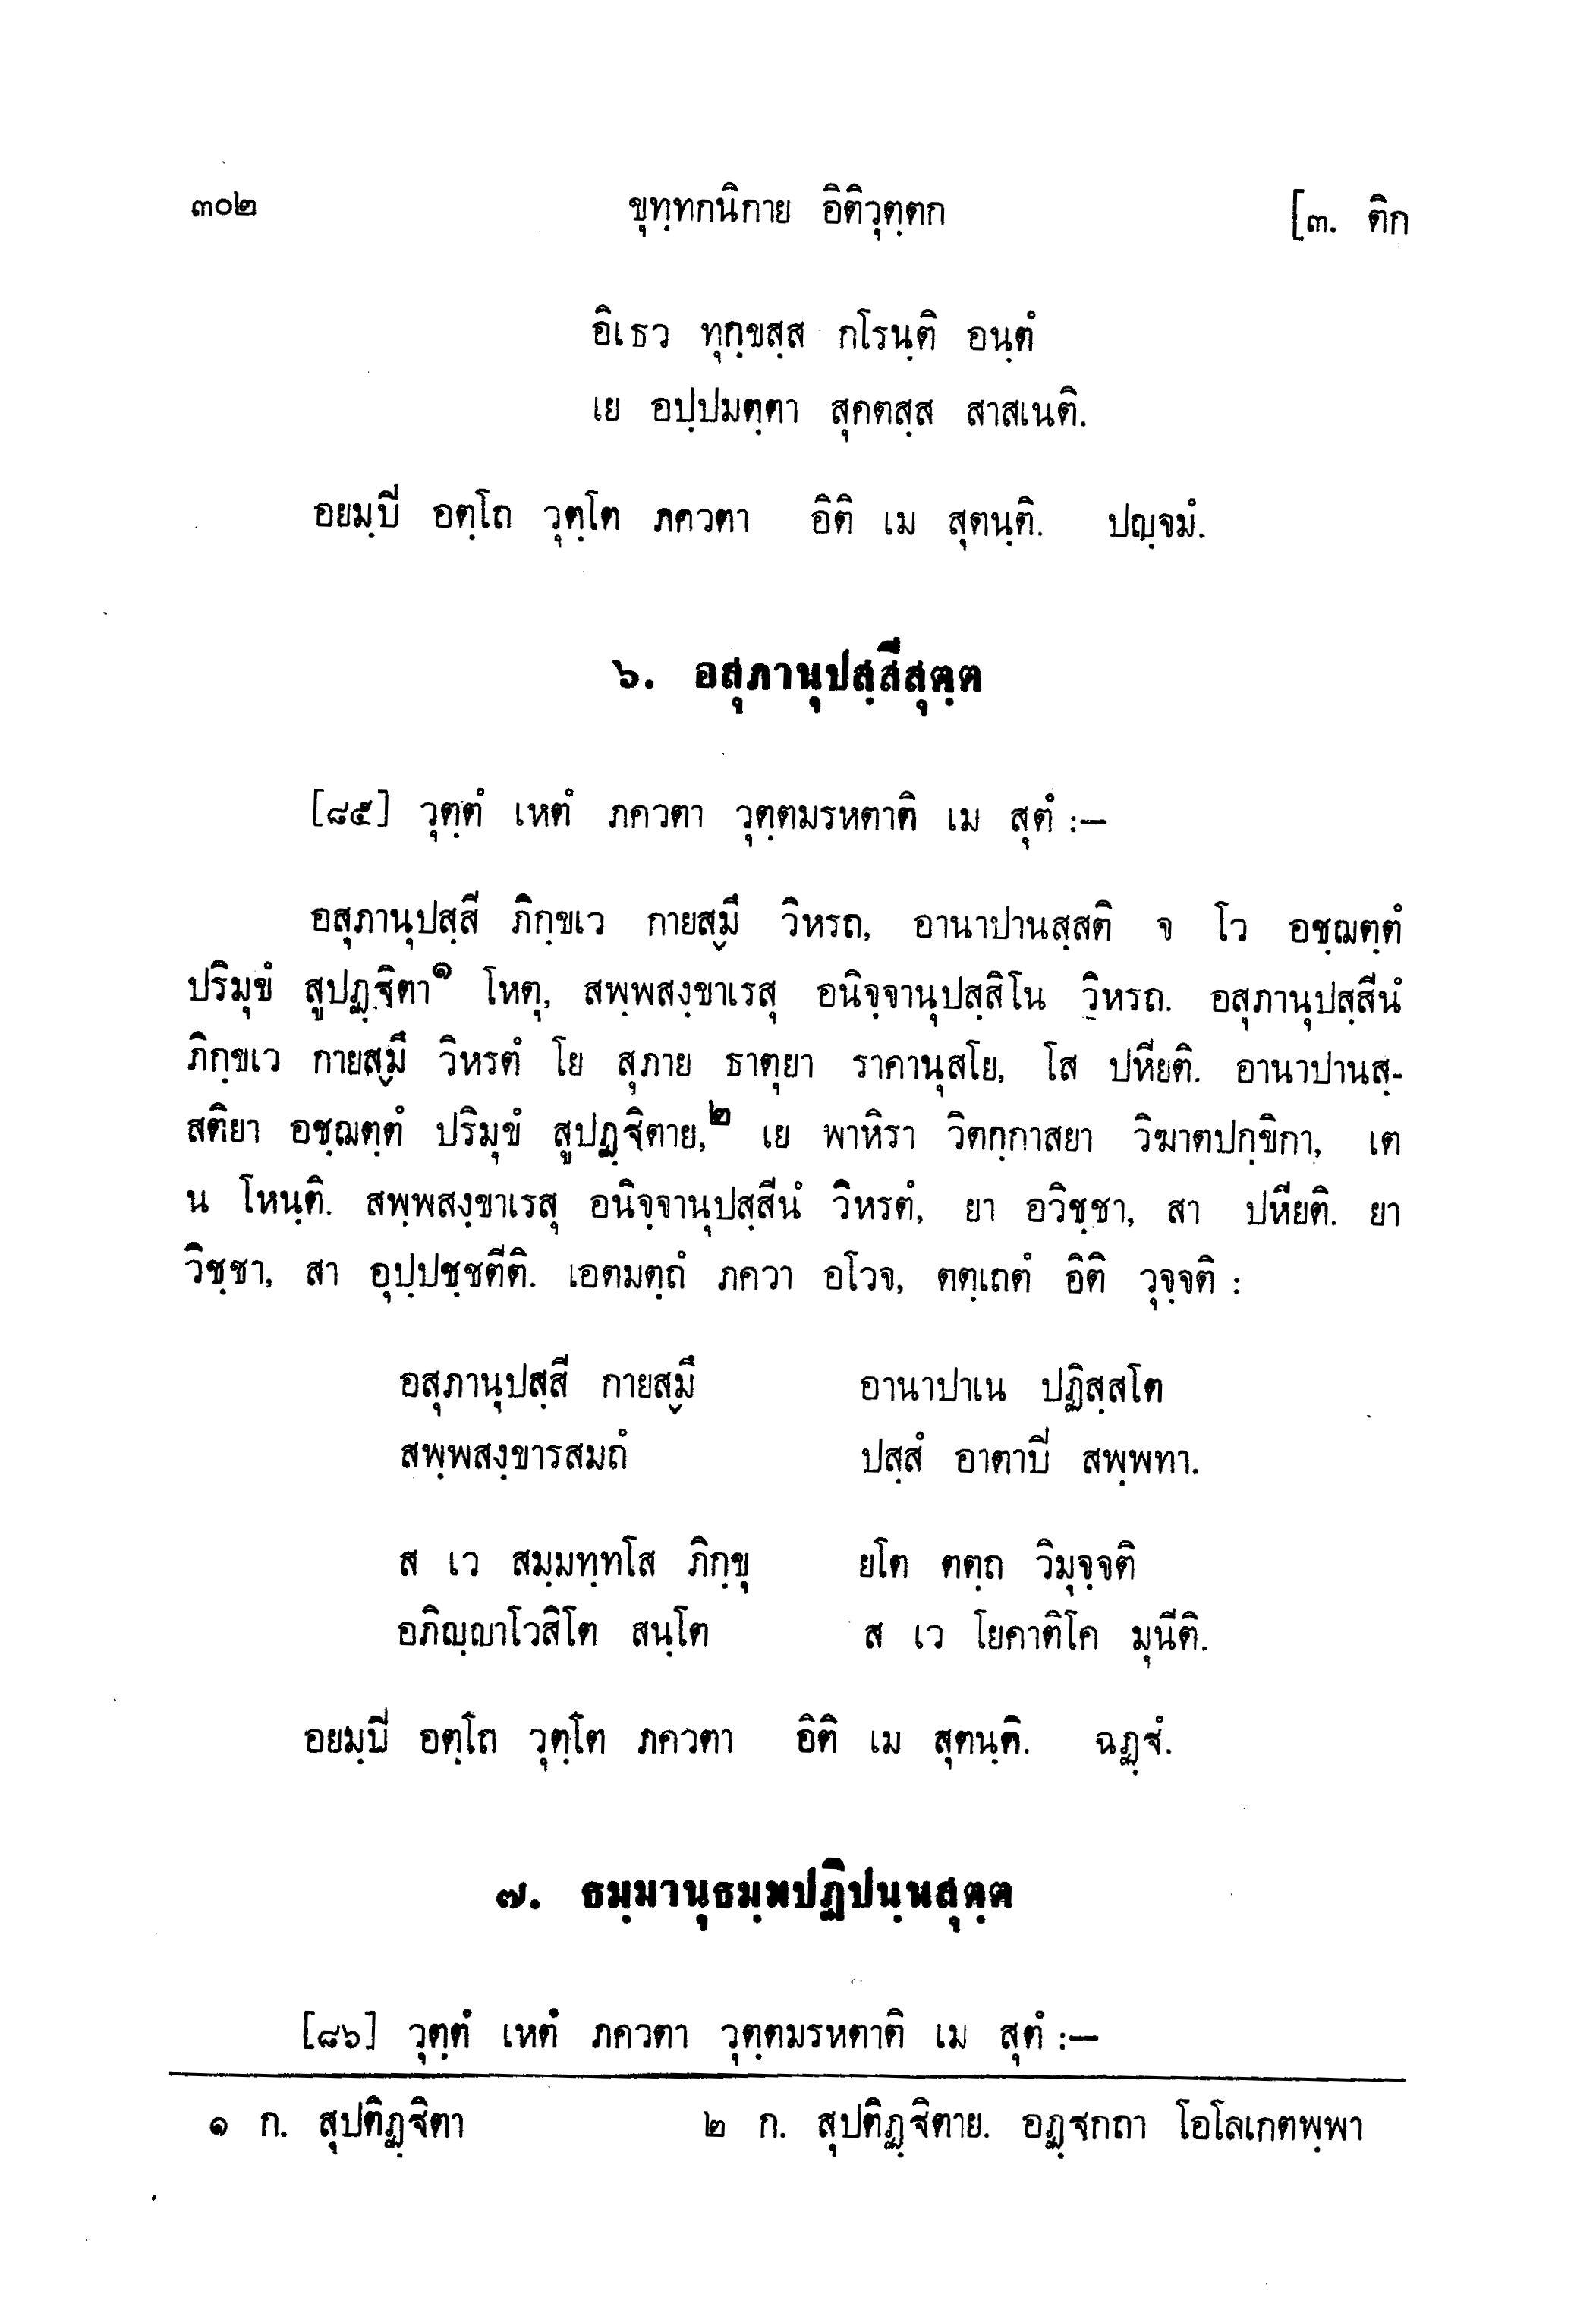 ๓๐๒ ขุทฺทกนิกาย อิติวุตฺตก [๓. ติก
อิเธว ทุกฺขสฺส กโรนฺติ อนฺตํ
เย อปฺปมตฺตา สุคตสฺส สาสเนติ.
อยมฺปี อตฺโถ วุตฺโต ภควตา อิติ เม สุตนฺติ. ปญฺจมํ.
๖. อสุภานุปสฺสีสุตฺต
[๘๕] วุตฺตํ เหตํ ภควตา วุตฺตมรหตาติ เม สุตํ :—
อสุภานุปสฺสี ภิกฺขเว กายสฺมึ วิหรถ, อานาปานสฺสติ จ โว อชฺฌตฺตํ
ปริมุขํ สูปฏฺฐิตา๑ โหตุ, สพฺพสงฺขาเรสุ อนิจฺจานุปสฺสิโน วิหรถ. อสุภานุปสฺสีนํ
ภิกฺขเว กายสฺมึ วิหรตํ โย สุภาย ธาตุยา ราคานุสโย, โส ปหียติ. อานาปานสฺ-
สติยา อชฺฌตฺตํ ปริมุขํ สูปฏฺฐิตาย,๒ เย พาหิรา วิตกฺกาสยา วิฆาตปกฺขิกา, เต
น โหนฺติ. สพฺพสงฺขาเรสุ อนิจฺจานุปสฺสีนํ วิหรตํ, ยา อวิชฺชา, สา ปหียติ. ยา
วิชฺชา, สา อุปฺปชฺชตีติ. เอตมตฺถํ ภควา อโวจ, ตตฺเถตํ อิติ วุจฺจติ :
อสุภานุปสฺสี กายสฺมึ อานาปาเน ปฏิสฺสโต
สพฺพสงฺขารสมถํ ปสฺสํ อาตาปี สพฺพทา.
ส เว สมฺมทฺทโส ภิกฺขุ ยโต ตตฺถ วิมุจฺจติ
อภิญฺญาโวสิโต สนฺโต ส เว โยคาติโค มุนีติ.
อยมฺปี อตฺโถ วุตฺโต ภควตา อิติ เม สุตนฺติ. ฉฏฺฐํ.
๗. ธมฺมานุธมฺมปฏิปนฺนสุตฺต
[๘๖] วุตฺตํ เหตํ ภควตา วุตฺตมรหตาติ เม สุตํ :—
๑ ก. สุปติฏฺฐิตา ๒ ก. สุปติฏฺฐิตาย. อฏฺฐกถา โอโลเกตพฺพา